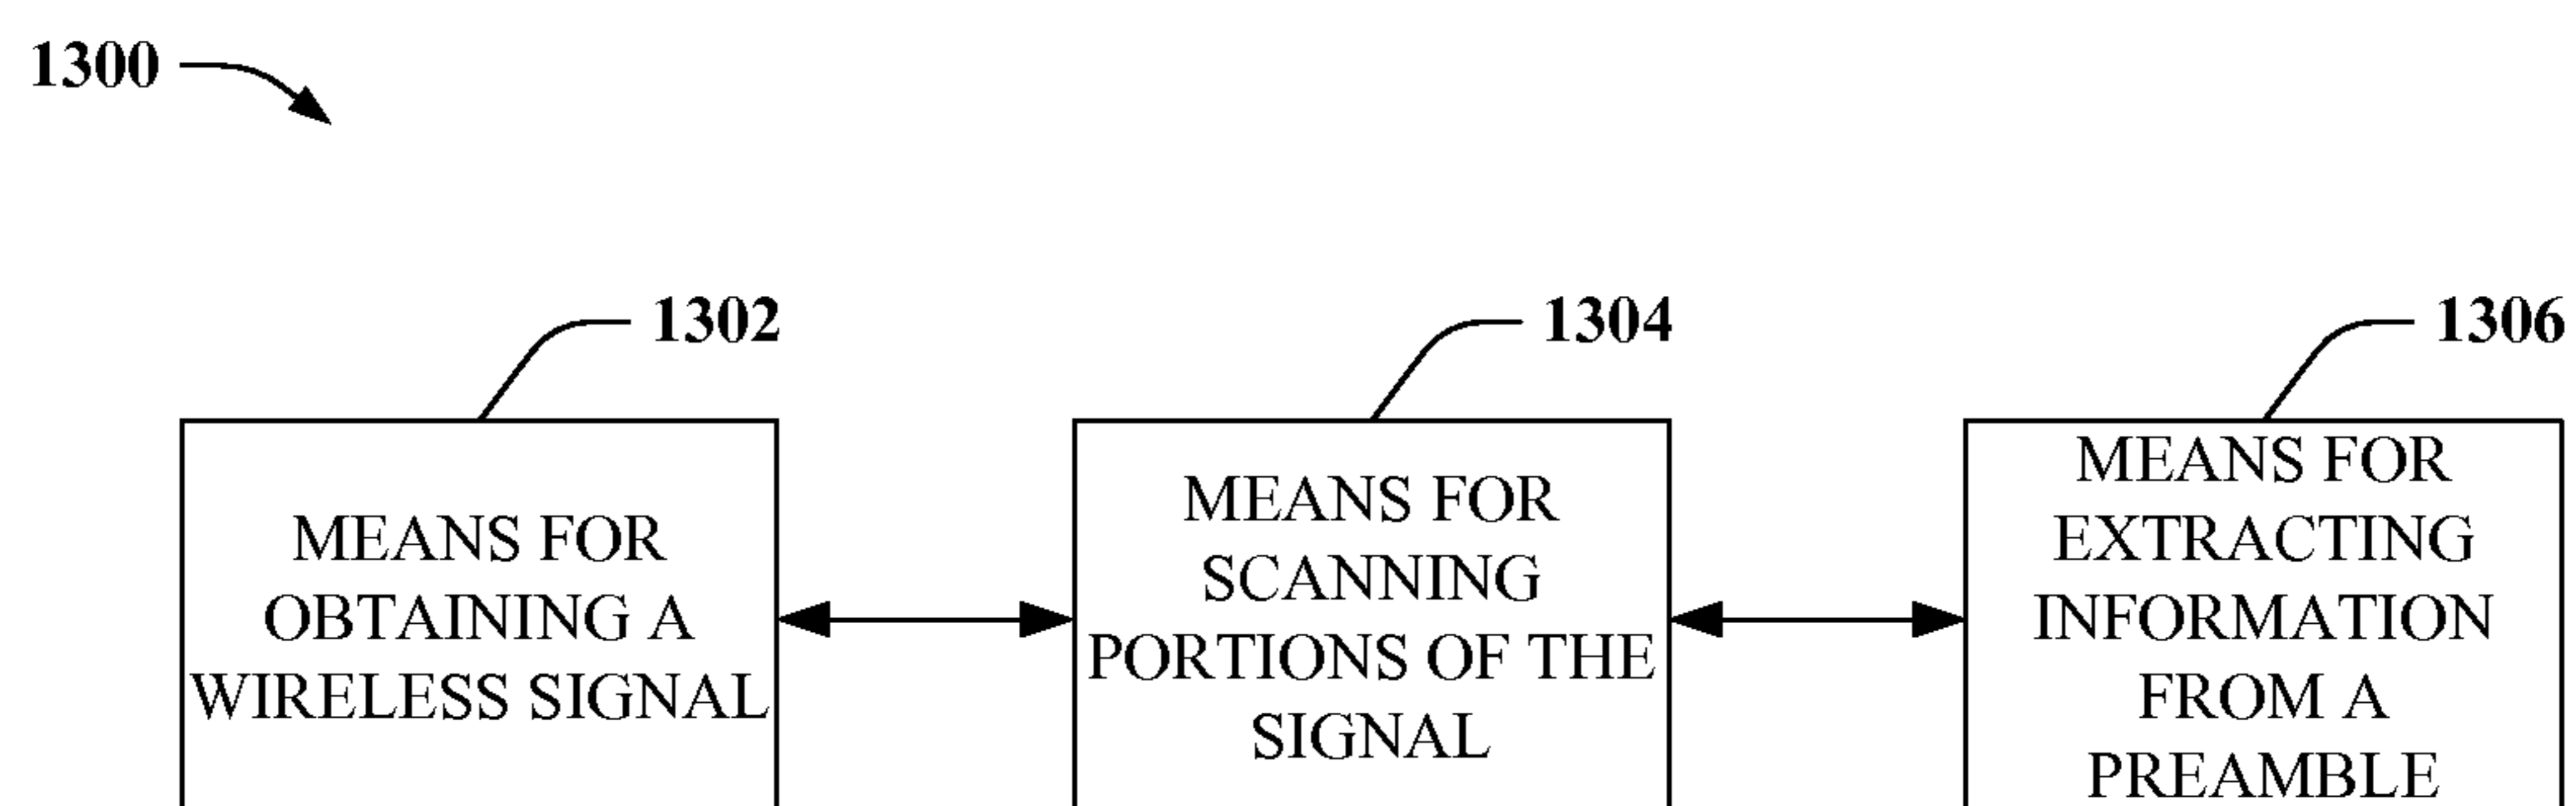 1300
1302
1304
1306
MEANS FOR
OBTAINING A
WIRELESS SIGNAL
MEANS FOR
SCANNING
PORTIONS OF THE
SIGNAL
MEANS FOR
EXTRACTING
INFORMATION
FROM A
PREAMBLE